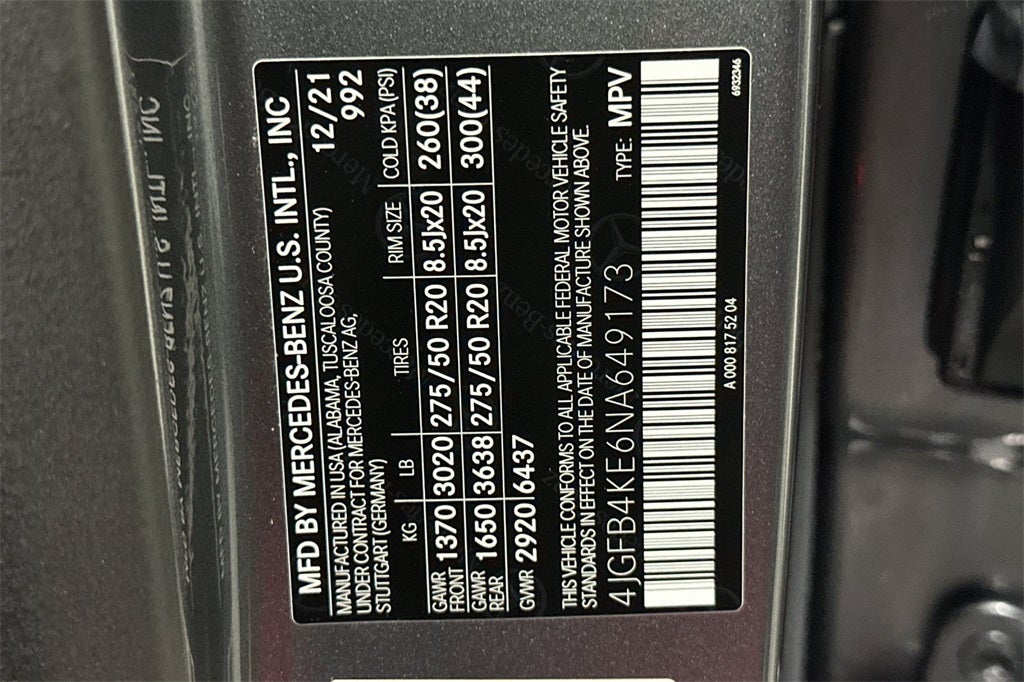 MFD BY MERCEDES-BENZ U.S. INTL., INC
MANUFACTURED IN USA (ALABAMA, TUSCALOOSA COUNTY) 12/21
UNDER CONTRACT FOR MERCEDES-BENZ AG, 992
STUTTGART (GERMANY)
KG LB TIRES RIM SIZE COLD KPA (PSI)
GAWR FRONT 1370 3020 275/50 R20 8.5Jx20 260(38)
GAWR REAR 1650 3638 275/50 R20 8.5Jx20 300(44)
GVWR 2920 6437
THIS VEHICLE CONFORMS TO ALL APPLICABLE FEDERAL MOTOR VEHICLE SAFETY
STANDARDS IN EFFECT ON THE DATE OF MANUFACTURE SHOWN ABOVE.
4JGFB4KE6NA649173 TYPE: MPV
A 000 817 52 04 6932346